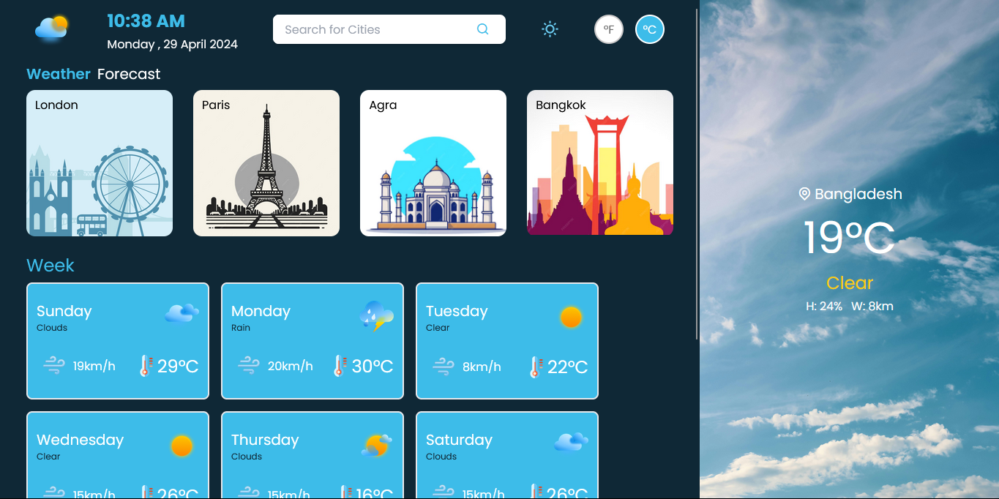 10:38 AM
Monday , 29 April 2024
Search for Cities
°F
°C
Weather Forecast
London
Paris
Agra
Bangkok
Week
Sunday
Clouds
19km/h
29°C
Monday
Rain
20km/h
30°C
Tuesday
Clear
8km/h
22°C
Wednesday
Clear
15km/h
26°C
Thursday
Clouds
15km/h
16°C
Saturday
Clouds
15km/h
26°C
Bangladesh
19°C
Clear
H: 24% W: 8km